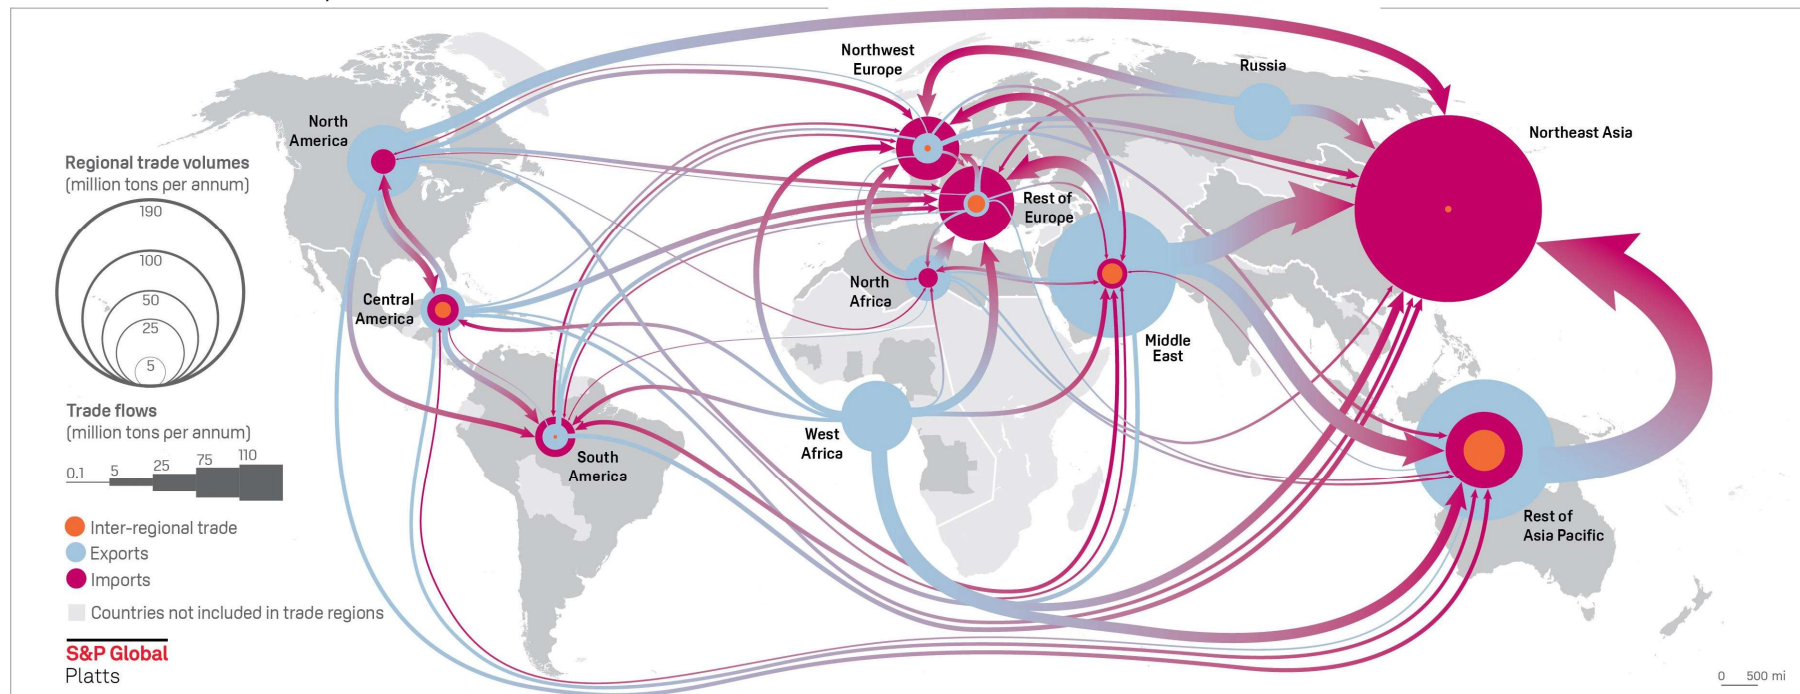 Northwest
Europe
Russia
North
America
Northeast Asia
Regional trade volumes
(million tons per annum)
190
100
50
25
5
Rest of
Europe
North
Africa
Central
America
Middle
East
Trade flows
(million tons per annum)
0.1
5
25
75
110
West
Africa
South
America
Rest of
Asia Pacific
Inter-regional trade
Exports
Imports
Countries not included in trade regions
S&P Global
Platts
0 500 mi